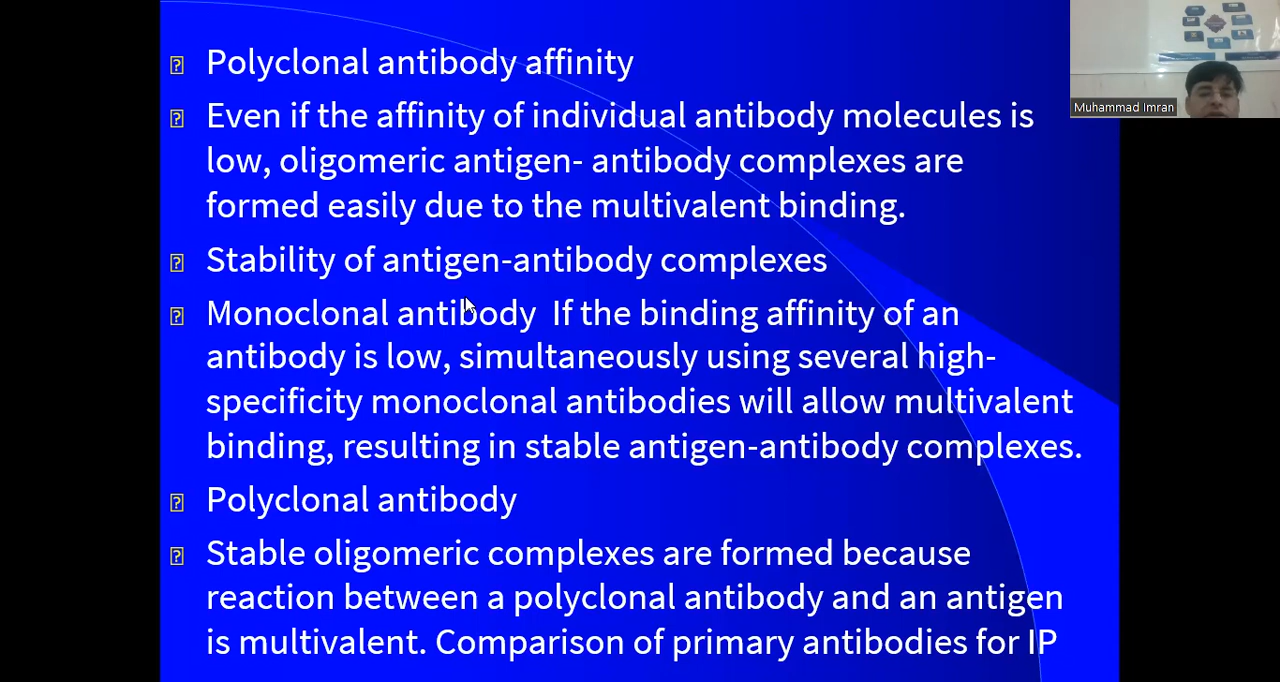 Polyclonal antibody affinity
Even if the affinity of individual antibody molecules is
low, oligomeric antigen- antibody complexes are
formed easily due to the multivalent binding.
Stability of antigen-antibody complexes
Monoclonal antibody  If the binding affinity of an
antibody is low, simultaneously using several high-
specificity monoclonal antibodies will allow multivalent
binding, resulting in stable antigen-antibody complexes.
Polyclonal antibody
Stable oligomeric complexes are formed because
reaction between a polyclonal antibody and an antigen
is multivalent. Comparison of primary antibodies for IP
Muhammad Imran